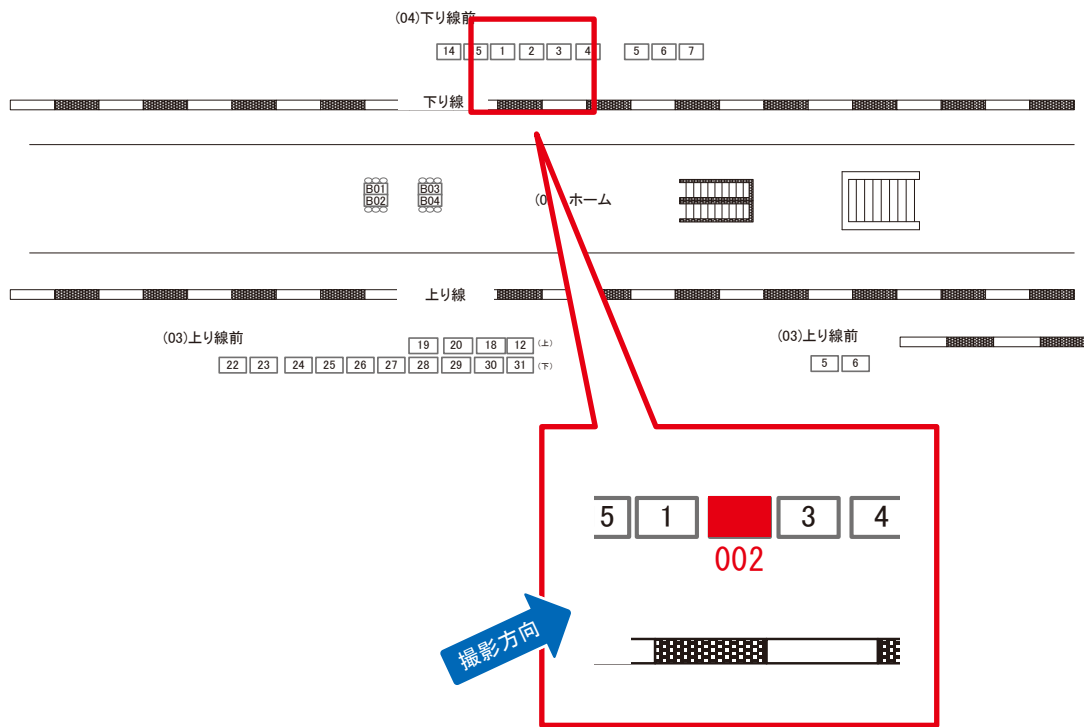 (04)下り線前
14 15 1 2 3 4 5 6 7
下り線
B01 B03
B02 B04
ホーム
上り線
(03)上り線前
19 20 18 12 (上)
22 23 24 25 26 27 28 29 30 31 (下)
(03)上り線前
5 6
5 1 3 4
002
撮影方向